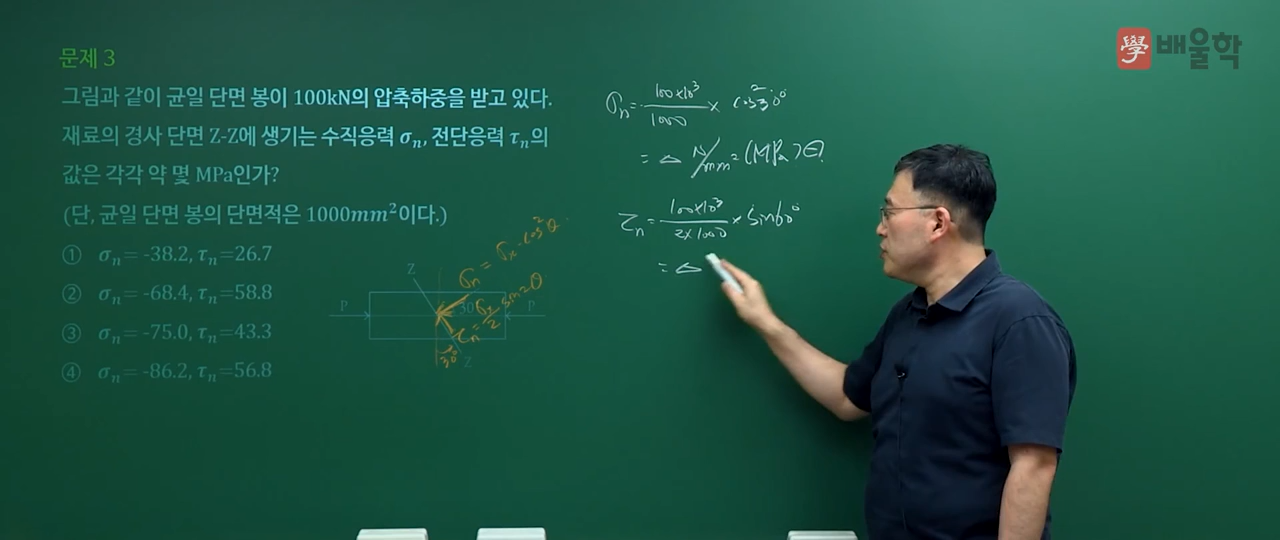 學 배울학
문제 3
그림과 같이 균일 단면 봉이 100kN의 압축하중을 받고 있다.
재료의 경사 단면 Z-Z에 생기는 수직응력 σₙ, 전단응력 τₙ의
값은 각각 약 몇 MPa인가?
(단, 균일 단면 봉의 단면적은 1000mm²이다.)
① σₙ= -38.2, τₙ=26.7
② σₙ= -68.4, τₙ=58.8
③ σₙ= -75.0, τₙ=43.3
④ σₙ= -86.2, τₙ=56.8
Z
P
30
P
Z
σₙ = σₓ·cos²θ
τₙ = σₓ/2 sin2θ
30°
σₙ = 100×10³/1000 × cos²30°
= △ N/mm² (MPa)
τₙ = 100×10³/2×1000 × sin60°
= △